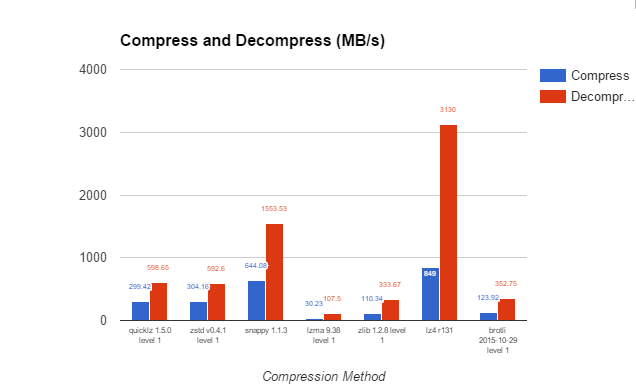 Compress and Decompress (MB/s)
4000
3000
2000
1000
0
Compress
Decompr...
299.42
598.65
304.16
592.6
644.08
1553.53
30.23
107.5
110.34
333.67
849
3130
123.92
352.75
quicklz 1.5.0
level 1
zstd v0.4.1
level 1
snappy 1.1.3
lzma 9.38
level 1
zlib 1.2.8 level
1
lz4 r131
brotli
2015-10-29
level 1
Compression Method